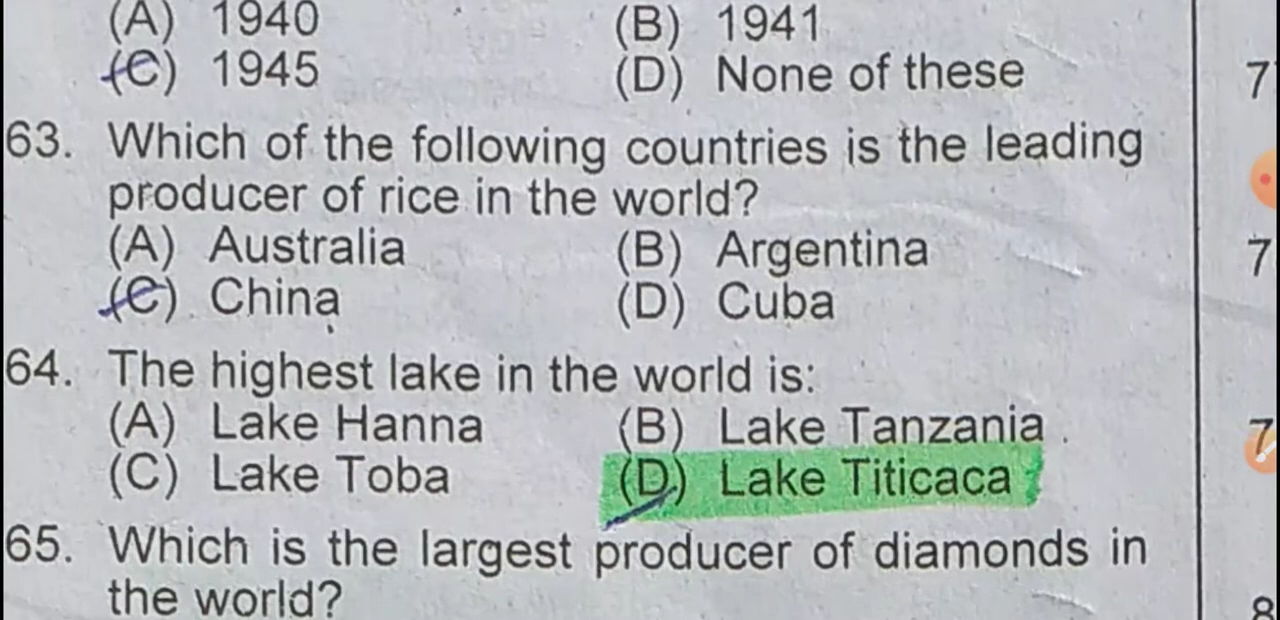 (A) 1940 (B) 1941
(C) 1945 (D) None of these
63. Which of the following countries is the leading
producer of rice in the world?
(A) Australia (B) Argentina
(C) China (D) Cuba
64. The highest lake in the world is:
(A) Lake Hanna (B) Lake Tanzania
(C) Lake Toba (D) Lake Titicaca
65. Which is the largest producer of diamonds in
the world?
7
7
7
8